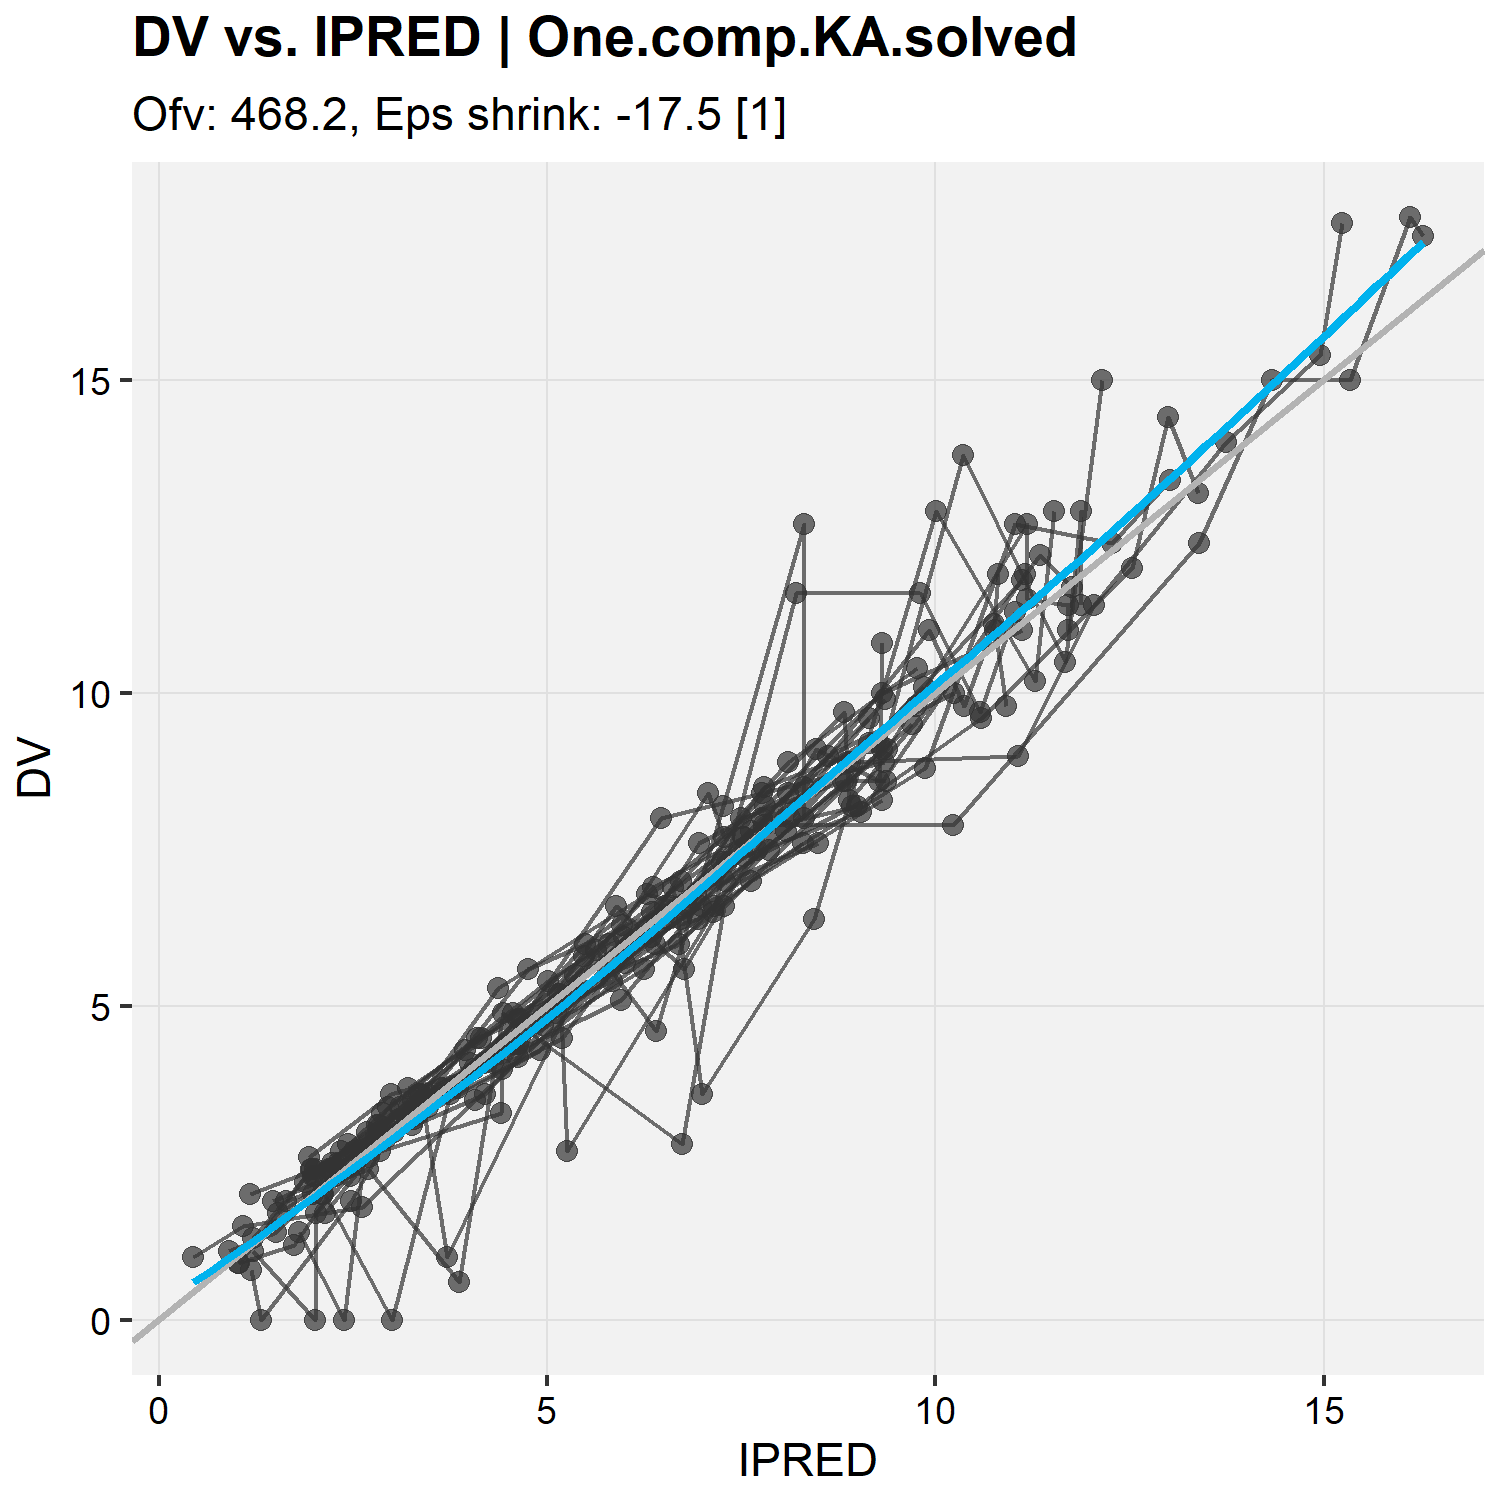 DV vs. IPRED | One.comp.KA.solved
Ofv: 468.2, Eps shrink: -17.5 [1]
15
10
5
0
DV
0 5 10 15
IPRED